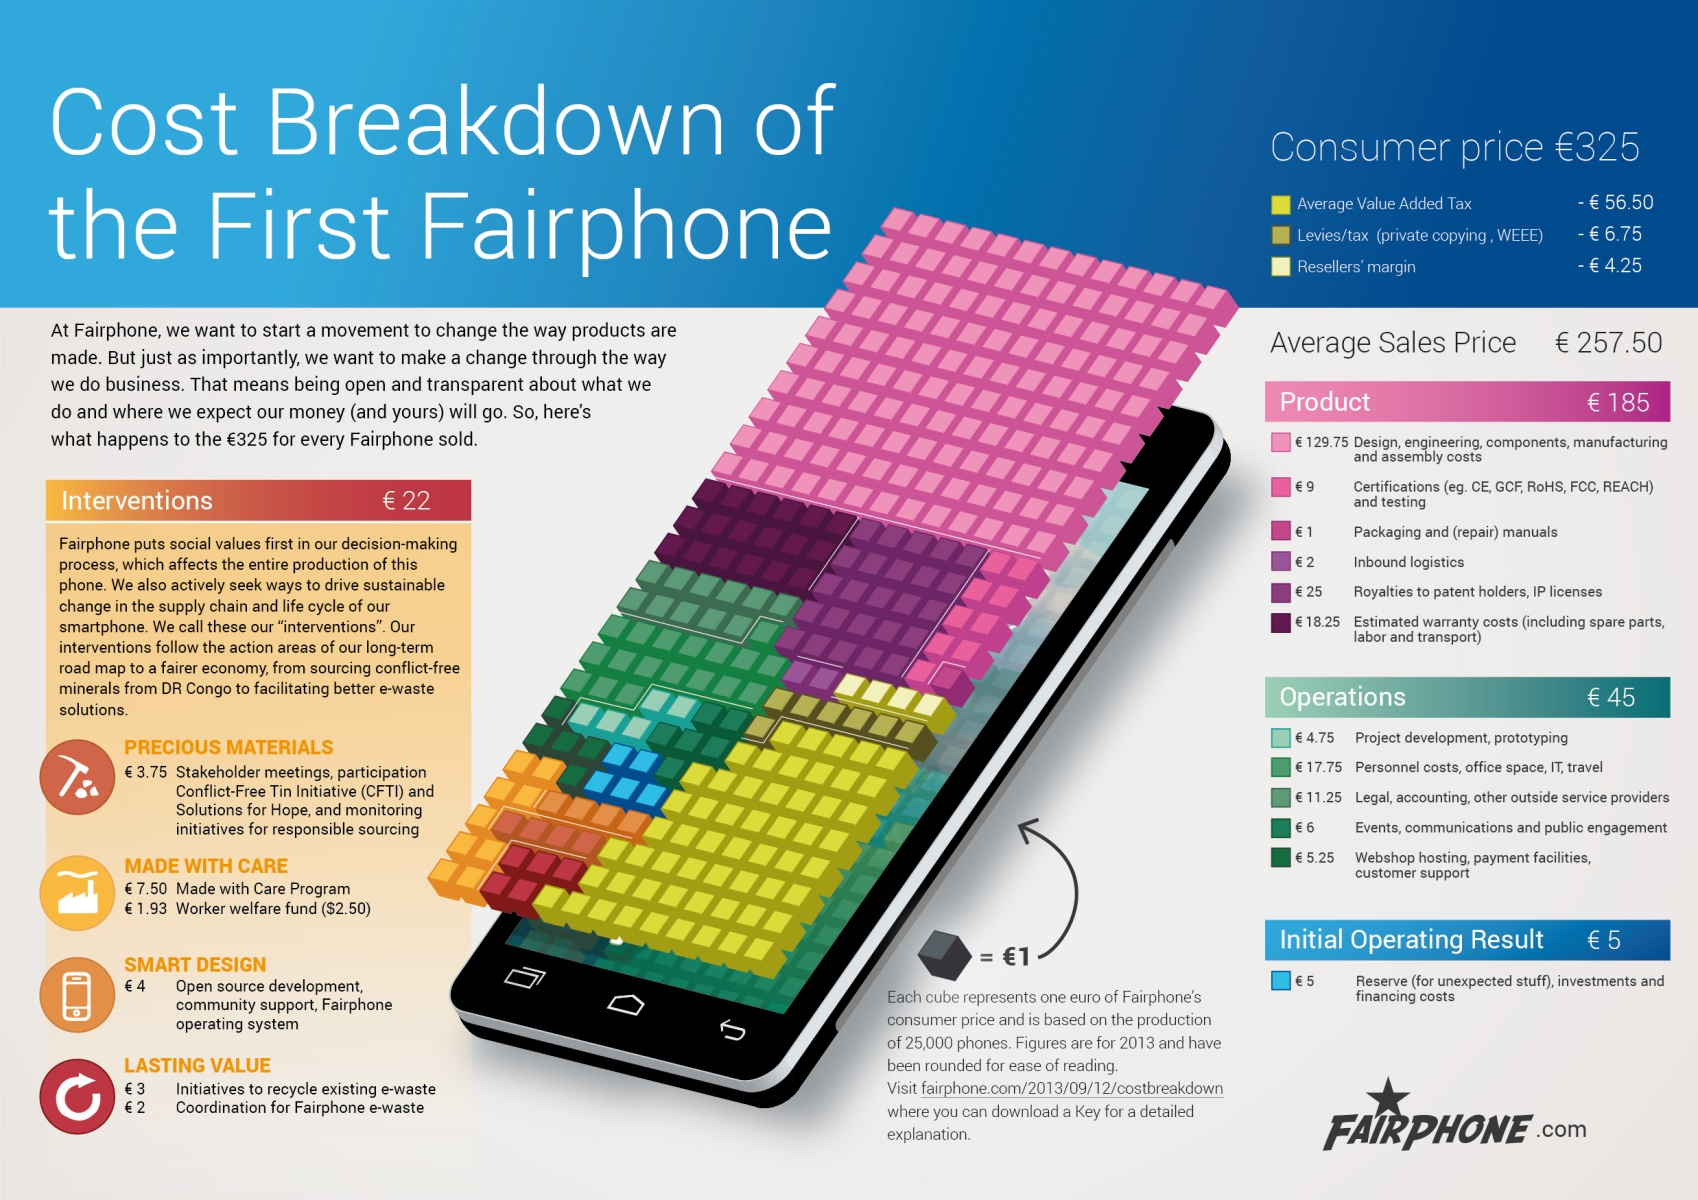 Cost Breakdown of
the First Fairphone
Consumer price €325
Average Value Added Tax - € 56.50
Levies/tax (private copying , WEEE) - € 6.75
Resellers' margin - € 4.25
At Fairphone, we want to start a movement to change the way products are
made. But just as importantly, we want to make a change through the way
we do business. That means being open and transparent about what we
do and where we expect our money (and yours) will go. So, here's
what happens to the €325 for every Fairphone sold.
Average Sales Price € 257.50
Interventions € 22
Fairphone puts social values first in our decision-making
process, which affects the entire production of this
phone. We also actively seek ways to drive sustainable
change in the supply chain and life cycle of our
smartphone. We call these our “interventions”. Our
interventions follow the action areas of our long-term
road map to a fairer economy, from sourcing conflict-free
minerals from DR Congo to facilitating better e-waste
solutions.
PRECIOUS MATERIALS
€ 3.75 Stakeholder meetings, participation
Conflict-Free Tin Initiative (CFTI) and
Solutions for Hope, and monitoring
initiatives for responsible sourcing
MADE WITH CARE
€ 7.50 Made with Care Program
€ 1.93 Worker welfare fund ($2.50)
SMART DESIGN
€ 4 Open source development,
community support, Fairphone
operating system
LASTING VALUE
€ 3 Initiatives to recycle existing e-waste
€ 2 Coordination for Fairphone e-waste
Product € 185
€ 129.75 Design, engineering, components, manufacturing
and assembly costs
€ 9 Certifications (eg. CE, GCF, RoHS, FCC, REACH)
and testing
€ 1 Packaging and (repair) manuals
€ 2 Inbound logistics
€ 25 Royalties to patent holders, IP licenses
€ 18.25 Estimated warranty costs (including spare parts,
labor and transport)
Operations € 45
€ 4.75 Project development, prototyping
€ 17.75 Personnel costs, office space, IT, travel
€ 11.25 Legal, accounting, other outside service providers
€ 6 Events, communications and public engagement
€ 5.25 Webshop hosting, payment facilities,
customer support
Initial Operating Result € 5
€ 5 Reserve (for unexpected stuff), investments and
financing costs
= €1
Each cube represents one euro of Fairphone's
consumer price and is based on the production
of 25,000 phones. Figures are for 2013 and have
been rounded for ease of reading.
Visit fairphone.com/2013/09/12/costbreakdown
where you can download a Key for a detailed
explanation.
FAIRPHONE .com